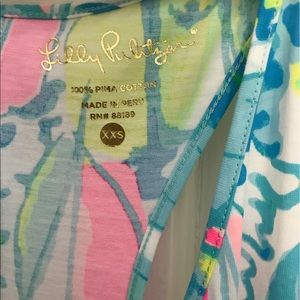 Lilly Pulitzer®
100% PIMA COTTON
MADE IN PERU
RN# 88189
XXS